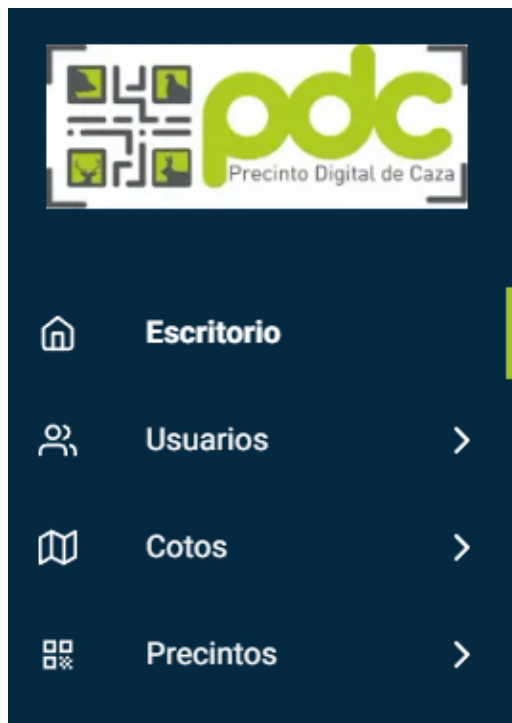 pdc
Precinto Digital de Caza
Escritorio
Usuarios
Cotos
Precintos